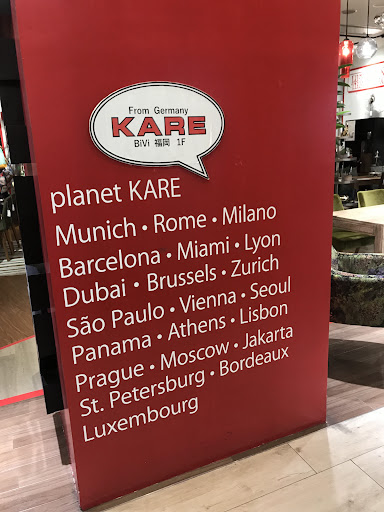 From Germany
KARE
BiVi 福岡 1F
planet KARE
Munich • Rome • Milano
Barcelona • Miami • Lyon
Dubai • Brussels • Zurich
São Paulo • Vienna • Seoul
Panama • Athens • Lisbon
Prague • Moscow • Jakarta
St. Petersburg • Bordeaux
Luxembourg